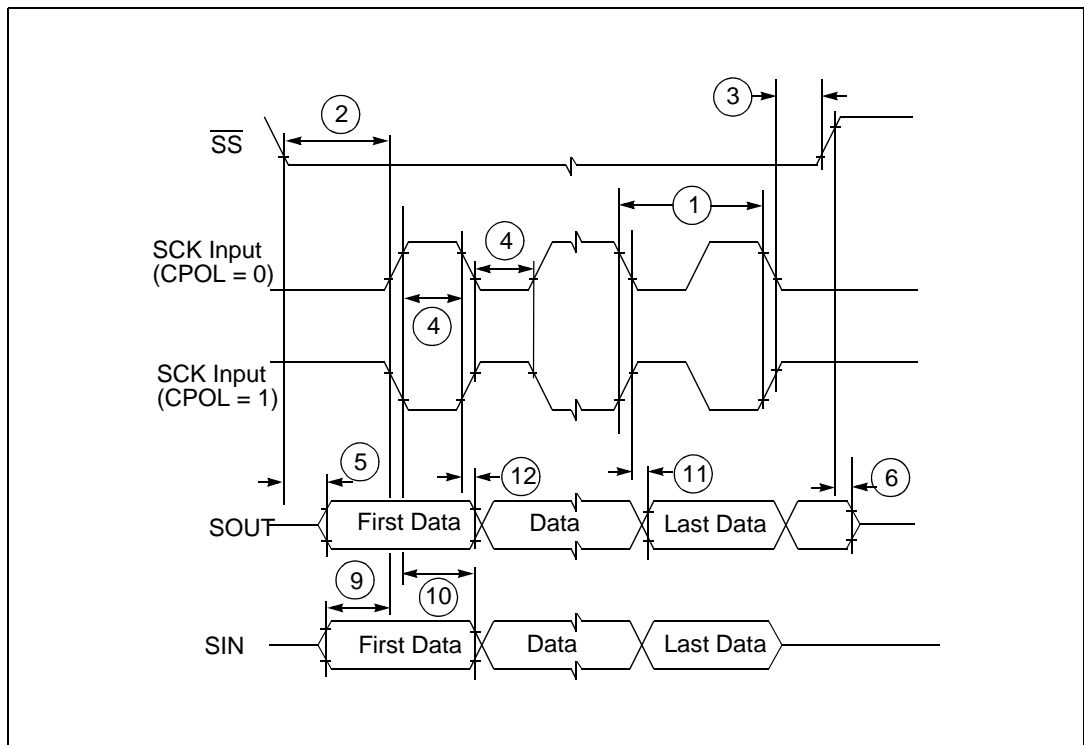 3
2
SS
1
SCK Input
(CPOL = 0)
4
4
SCK Input
(CPOL = 1)
5
12
11
6
SOUT
First Data
Data
Last Data
9
10
SIN
First Data
Data
Last Data